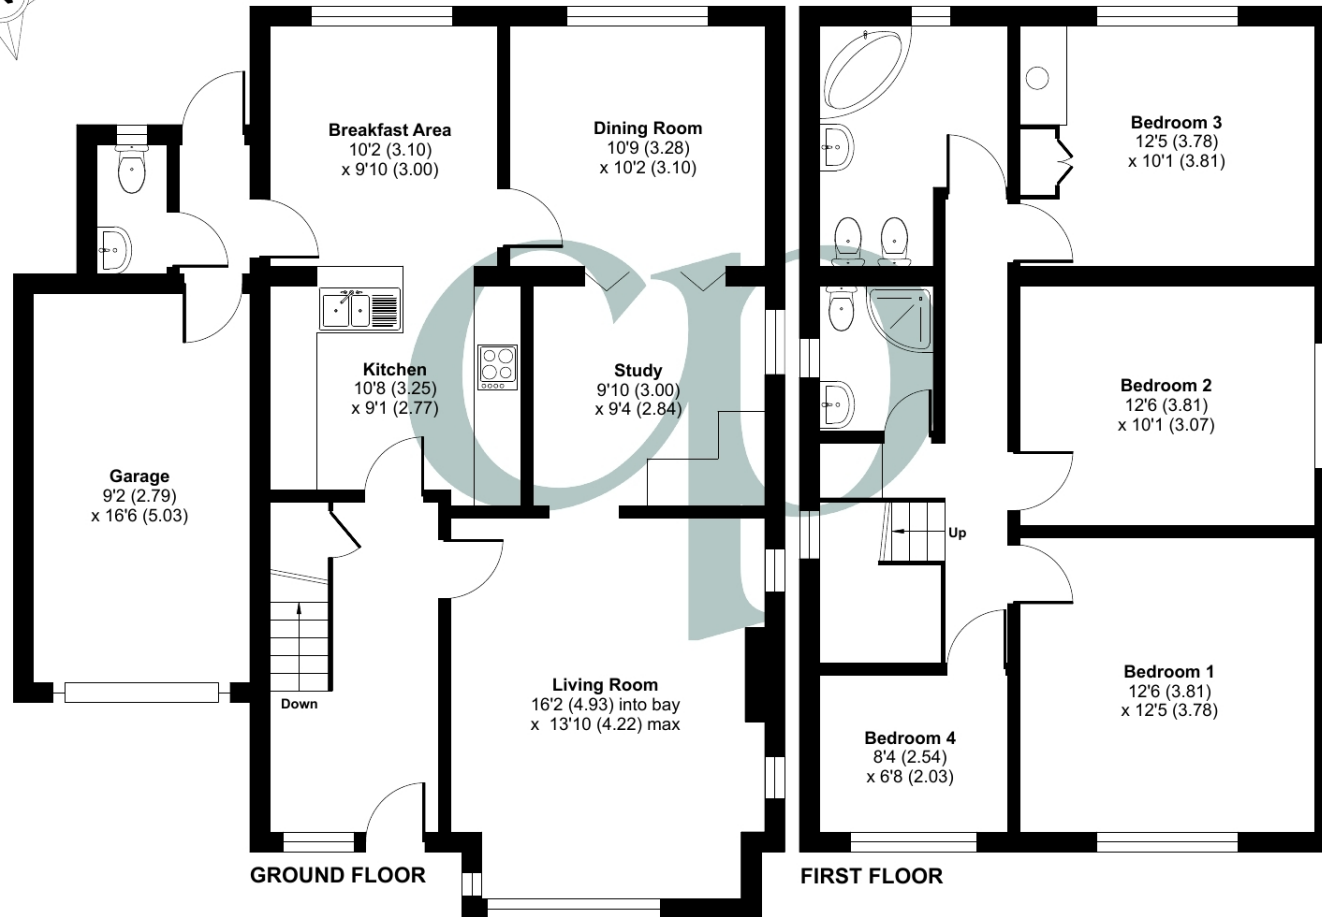 Breakfast Area
10'2 (3.10)
x 9'10 (3.00)
Dining Room
10'9 (3.28)
x 10'2 (3.10)
Bedroom 3
12'5 (3.78)
x 10'1 (3.81)
Kitchen
10'8 (3.25)
x 9'1 (2.77)
Study
9'10 (3.00)
x 9'4 (2.84)
Bedroom 2
12'6 (3.81)
x 10'1 (3.07)
Garage
9'2 (2.79)
x 16'6 (5.03)
Up
Down
Living Room
16'2 (4.93) into bay
x 13'10 (4.22) max
Bedroom 1
12'6 (3.81)
x 12'5 (3.78)
Bedroom 4
8'4 (2.54)
x 6'8 (2.03)
GROUND FLOOR
FIRST FLOOR
cp